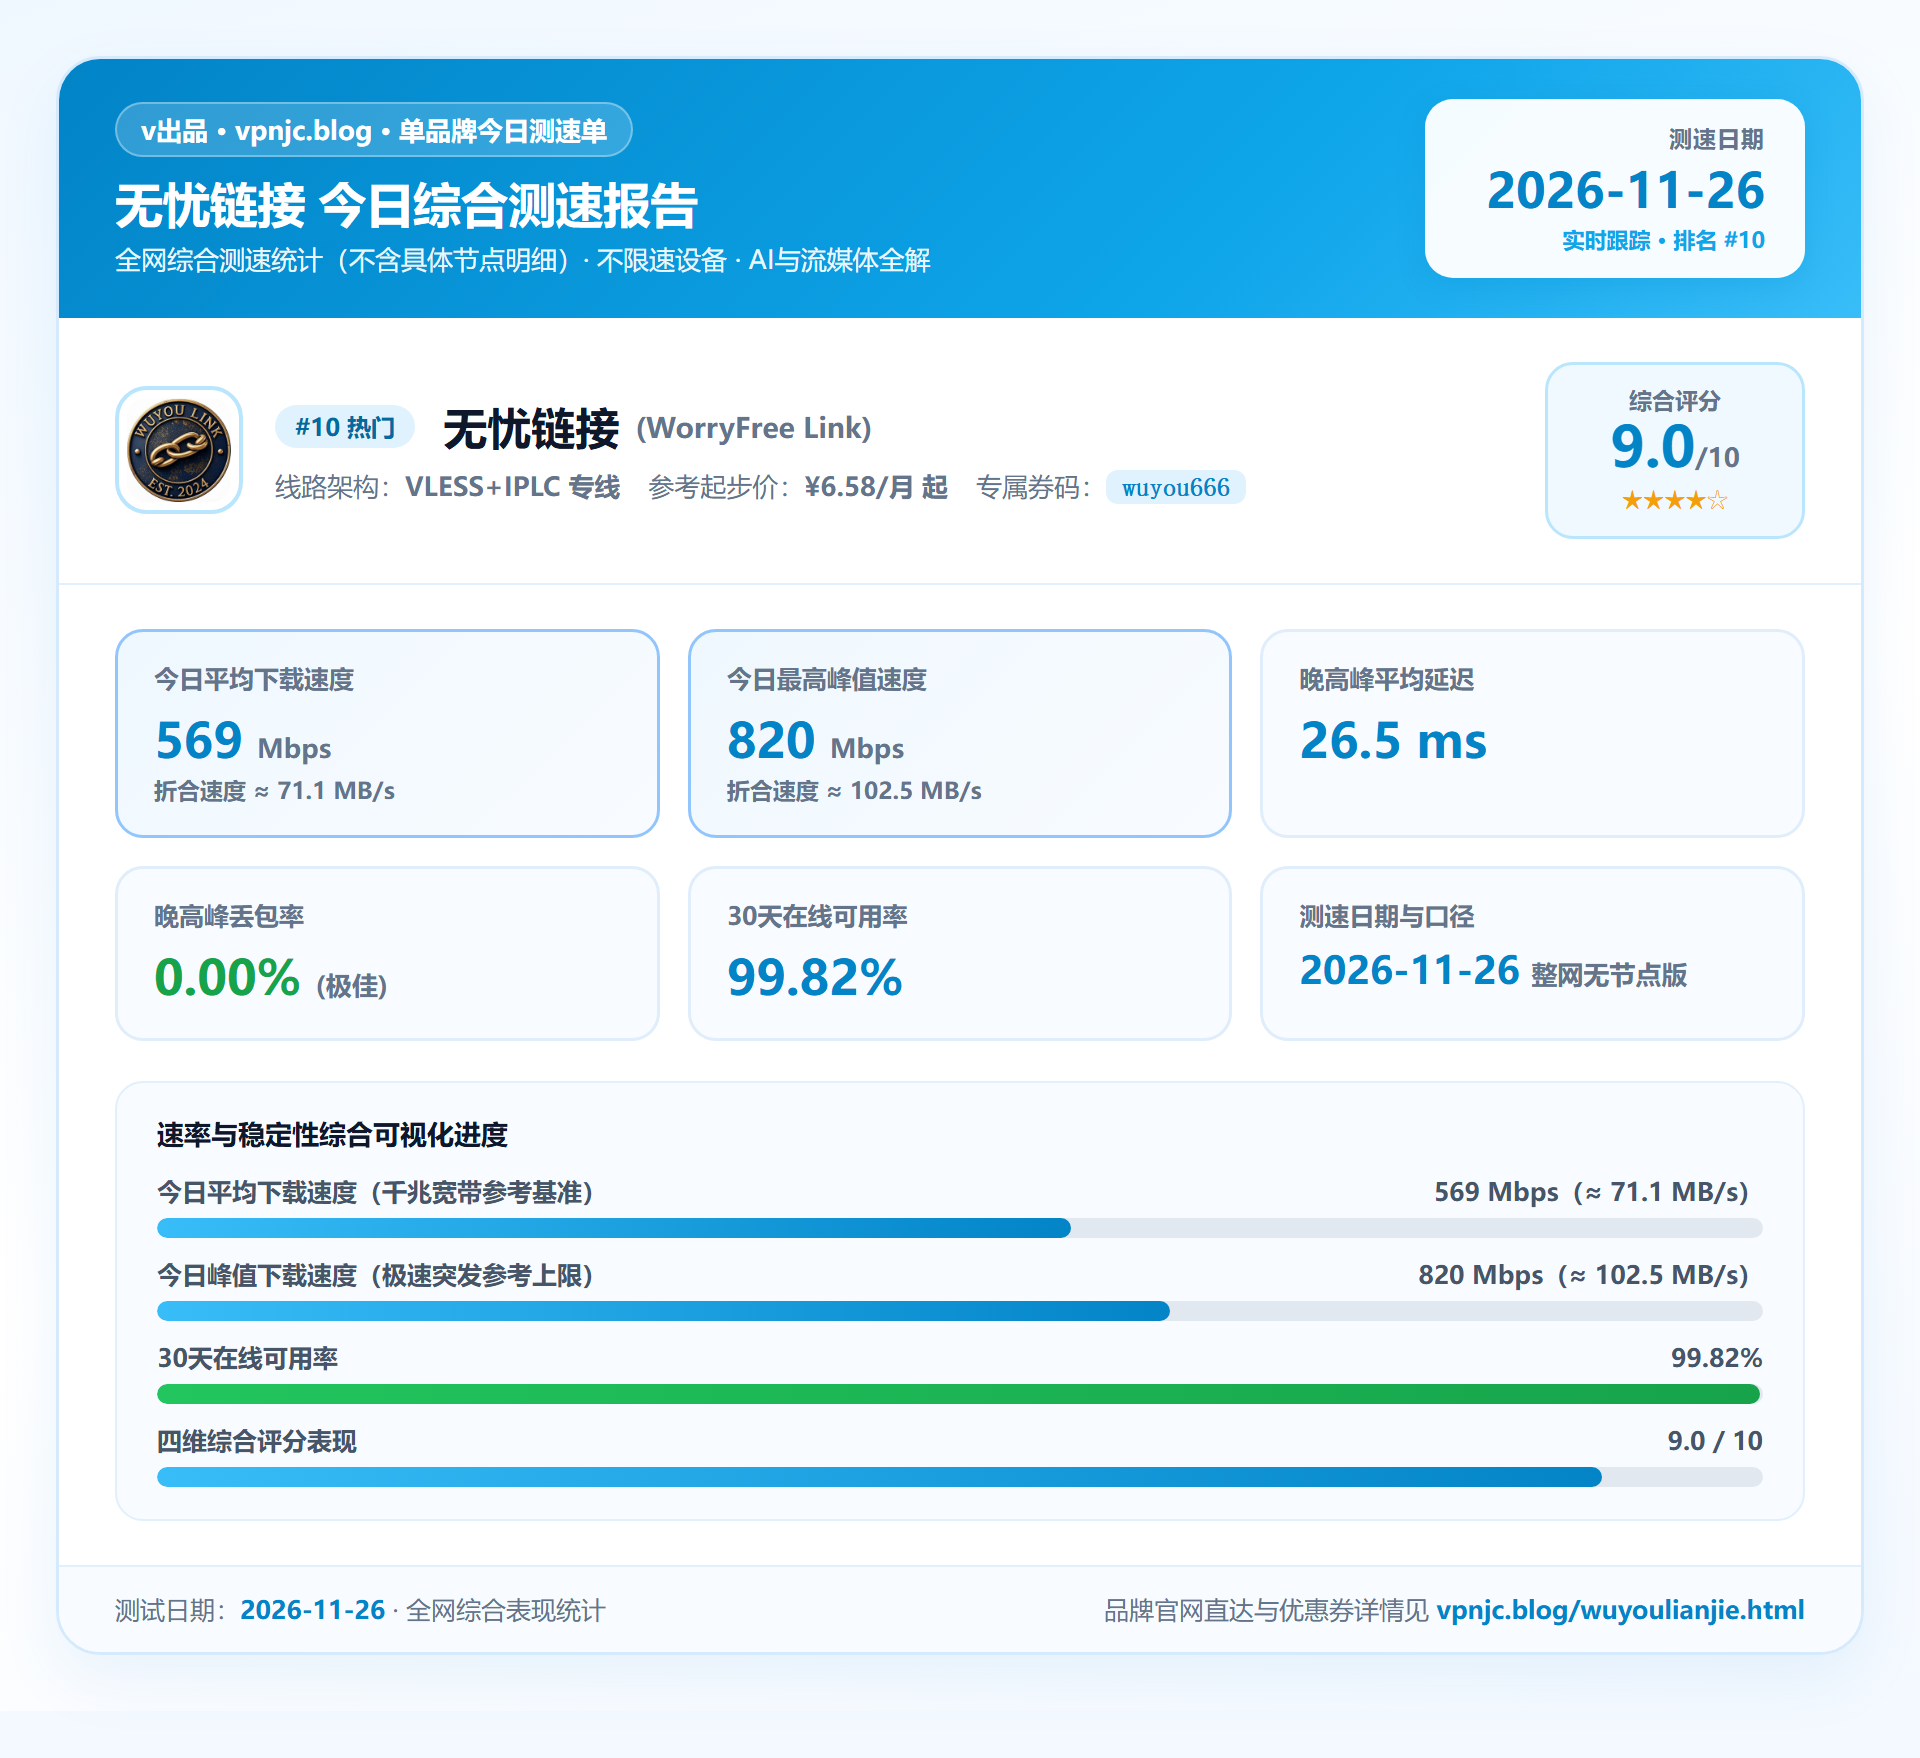 v出品 • vpnjc.blog • 单品牌今日测速单
无忧链接 今日综合测速报告
全网综合测速统计（不含具体节点明细）· 不限速设备 · AI与流媒体全解
测速日期
2026-11-26
实时跟踪 • 排名 #10
WUYOU LINK
EST. 2024
#10 热门 无忧链接 (WorryFree Link)
线路架构：VLESS+IPLC 专线 参考起步价：¥6.58/月 起 专属券码：wuyou666
综合评分
9.0/10
★★★★☆
今日平均下载速度
569 Mbps
折合速度 ≈ 71.1 MB/s
今日最高峰值速度
820 Mbps
折合速度 ≈ 102.5 MB/s
晚高峰平均延迟
26.5 ms
晚高峰丢包率
0.00% (极佳)
30天在线可用率
99.82%
测速日期与口径
2026-11-26 整网无节点版
速率与稳定性综合可视化进度
今日平均下载速度（千兆宽带参考基准） 569 Mbps（≈ 71.1 MB/s）
今日峰值下载速度（极速突发参考上限） 820 Mbps（≈ 102.5 MB/s）
30天在线可用率 99.82%
四维综合评分表现 9.0 / 10
测试日期：2026-11-26 · 全网综合表现统计
品牌官网直达与优惠券详情见 vpnjc.blog/wuyoulianjie.html